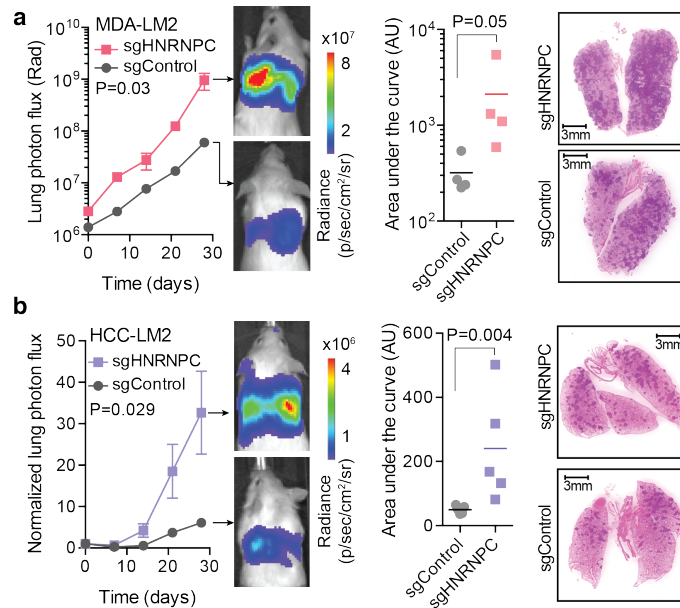 a
MDA-LM2
sgHNRNPC
sgControl
P=0.03
Lung photon flux (Rad)
10^10
10^9
10^8
10^7
10^6
0 10 20 30
Time (days)
x10^7
8
2
Radiance
(p/sec/cm^2/sr)
P=0.05
Area under the curve (AU)
10^4
10^3
10^2
sgControl
sgHNRNPC
sgHNRNPC
3mm
sgControl
3mm
b
HCC-LM2
sgHNRNPC
sgControl
P=0.029
Normalized lung photon flux
50
40
30
20
10
0
0 10 20 30
Time (days)
x10^6
4
1
Radiance
(p/sec/cm^2/sr)
P=0.004
Area under the curve (AU)
600
400
200
0
sgControl
sgHNRNPC
sgHNRNPC
3mm
sgControl
3mm